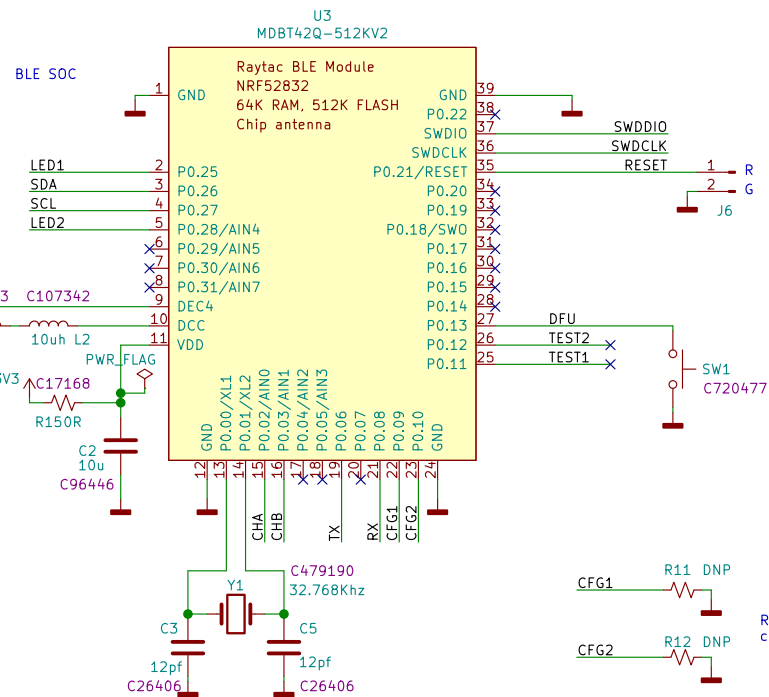 U3
MDBT42Q-512KV2
BLE SOC
Raytac BLE Module
NRF52832
64K RAM, 512K FLASH
Chip antenna
1 GND
GND 39
P0.22 38
SWDIO 37 SWDDIO
SWDCLK 36 SWDCLK
LED1 2 P0.25
P0.21/RESET 35 RESET 1 R
SDA 3 P0.26
P0.20 34 2 G
SCL 4 P0.27
P0.19 33 J6
LED2 5 P0.28/AIN4
P0.18/SWO 32
6 P0.29/AIN5
P0.17 31
7 P0.30/AIN6
P0.16 30
8 P0.31/AIN7
P0.15 29
3 C107342 9 DEC4
P0.14 28
10uh L2 10 DCC
P0.13 27 DFU
11 VDD
P0.12 26 TEST2
P0.11 25 TEST1
PWR_FLAG
SW1
C720477
V3 C17168
R150R
C2
10u
C96446
GND 12
P0.00/XL1 13
P0.01/XL2 14
P0.02/AIN0 15 CHA
P0.03/AIN1 16 CHB
P0.04/AIN2 17
P0.05/AIN3 18
P0.06 19 TX
P0.07 20
P0.08 21 RX
P0.09 22 CFG1
P0.10 23 CFG2
GND 24
C479190
Y1 32.768Khz
C3
12pf
C26406
C5
12pf
C26406
CFG1 R11 DNP
CFG2 R12 DNP
R
c